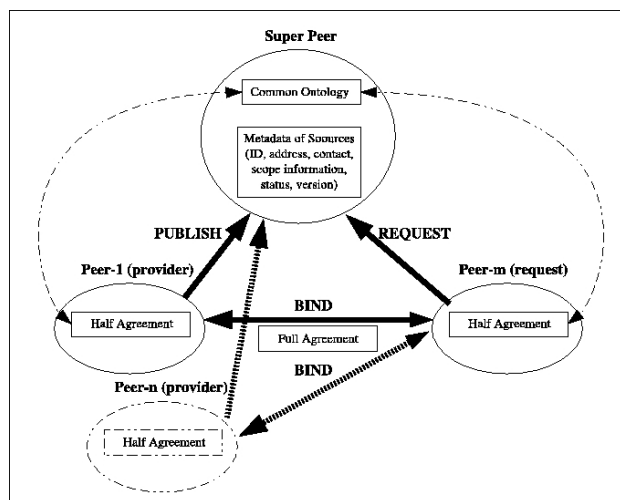 Super Peer
Common Ontology
Metadata of Soources
(ID, address, contact,
scope information,
status, version)
PUBLISH
REQUEST
Peer-1 (provider)
Peer-m (request)
Half Agreement
BIND
Half Agreement
Full Agreement
BIND
Peer-n (provider)
Half Agreement